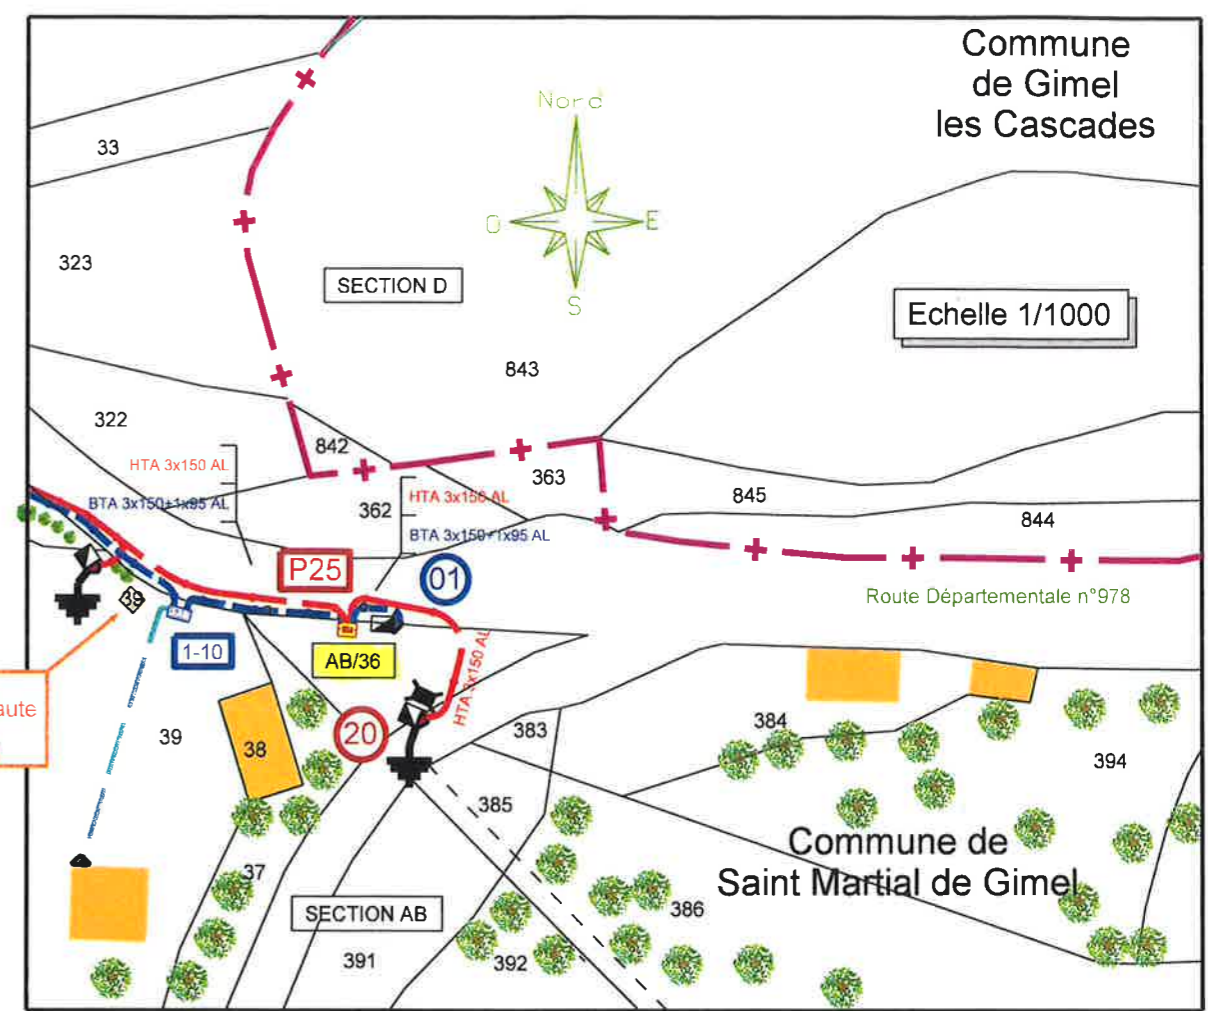 Commune
de Gimel
les Cascades
Nord
O
E
S
33
323
SECTION D
Echelle 1/1000
843
322
842
HTA 3x150 AL
363
BTA 3x150+1x95 AL
362
HTA 3x150 AL
845
844
BTA 3x150+1x95 AL
P25
01
Route Départementale n°978
39
1-10
AB/36
HTA 3x150 AL
aute
20
39
38
383
384
394
385
37
Commune de
Saint Martial de Gimel
SECTION AB
386
391
392